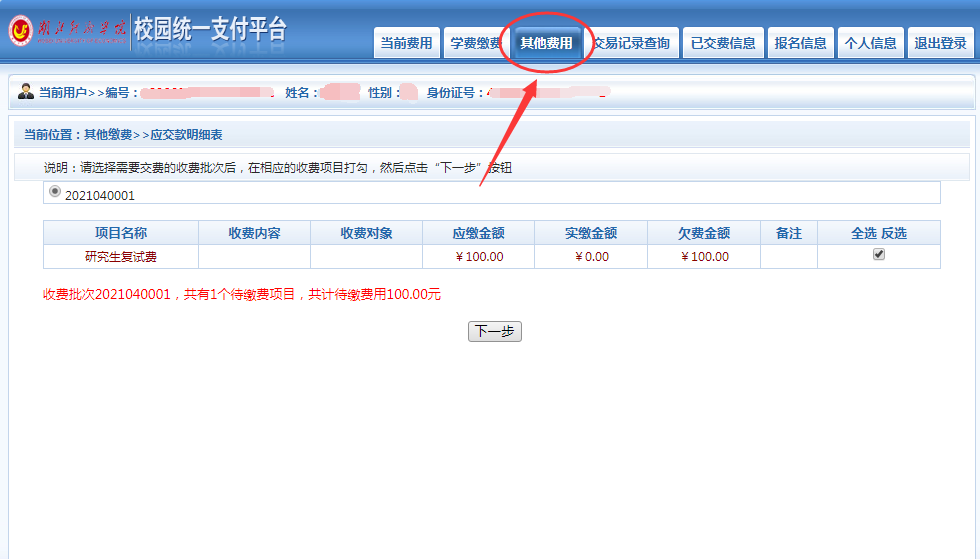 校园统一支付平台
当前费用 学费缴费 其他费用 交易记录查询 已交费信息 报名信息 个人信息 退出登录
当前用户>>编号： 姓名： 性别： 身份证号：
当前位置：其他缴费>>应交款明细表
说明：请选择需要交费的收费批次后，在相应的收费项目打勾，然后点击“下一步”按钮
2021040001
项目名称 收费内容 收费对象 应缴金额 实缴金额 欠费金额 备注 全选 反选
研究生复试费 ￥100.00 ￥0.00 ￥100.00
收费批次2021040001，共有1个待缴费项目，共计待缴费用100.00元
下一步